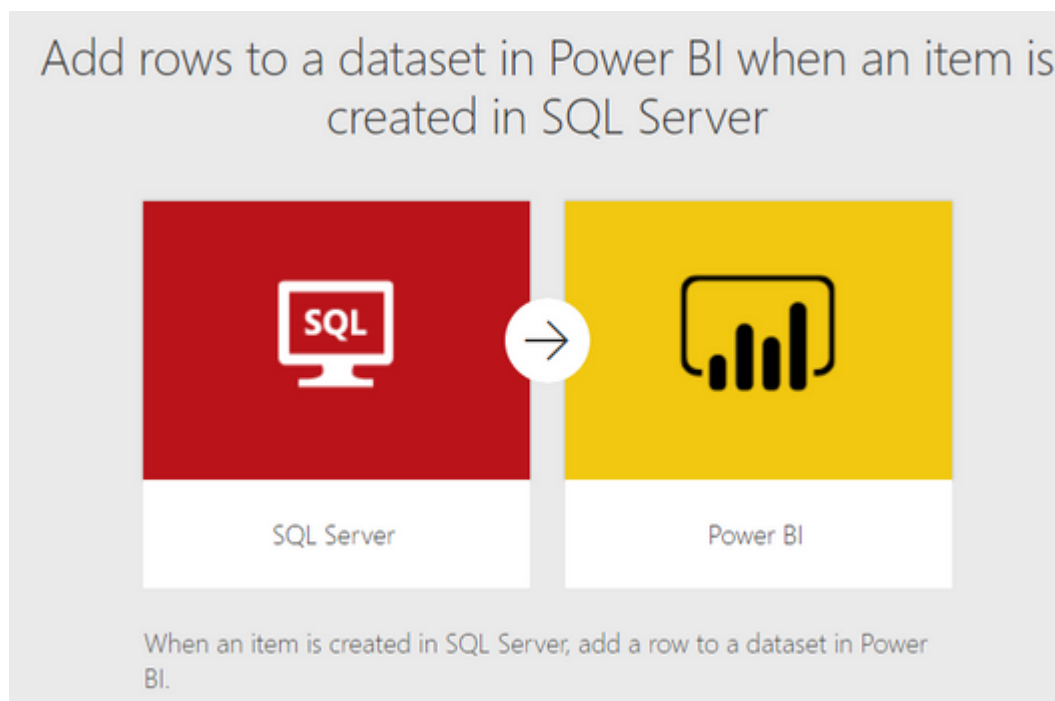 Add rows to a dataset in Power BI when an item is
created in SQL Server
SQL
SQL Server
Power BI
When an item is created in SQL Server, add a row to a dataset in Power
BI.